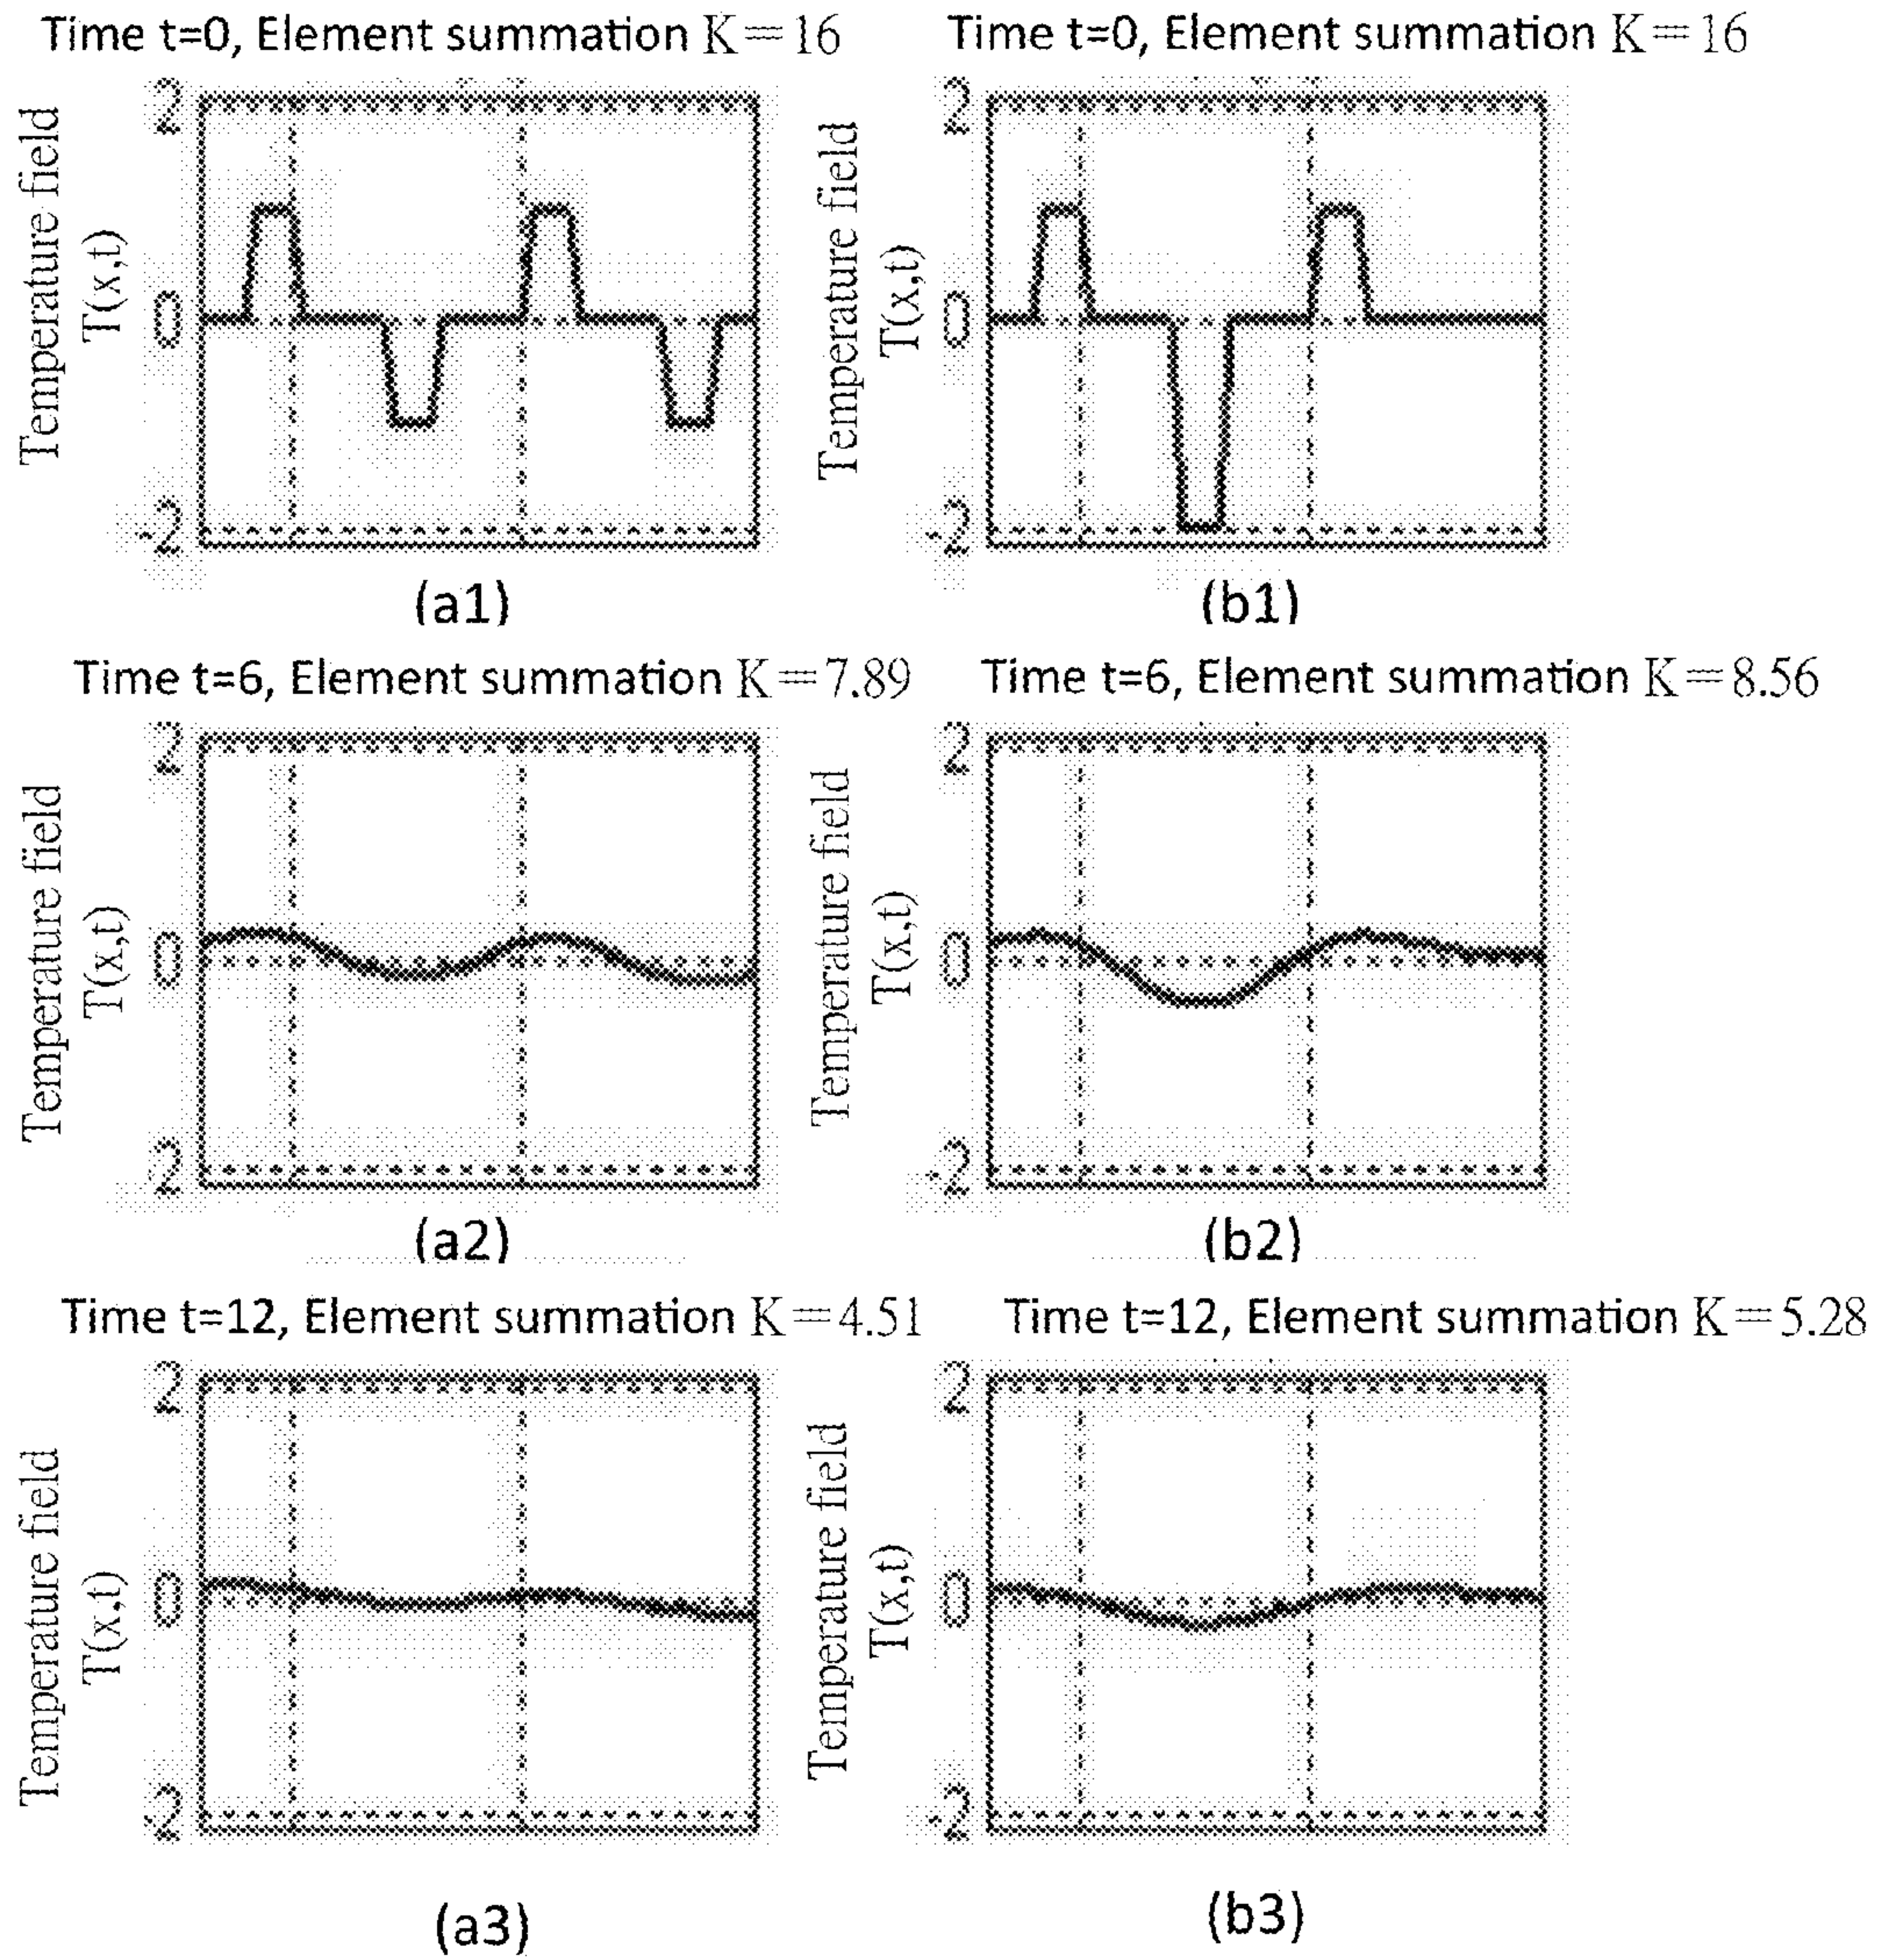 Time t=0, Element summation K=16
Time t=0, Element summation K=16
Temperature field
T(x,t)
2
0
-2
(a1)
Temperature field
T(x,t)
2
0
-2
(b1)
Time t=6, Element summation K=7.89
Time t=6, Element summation K=8.56
Temperature field
T(x,t)
2
0
-2
(a2)
Temperature field
T(x,t)
2
0
-2
(b2)
Time t=12, Element summation K=4.51
Time t=12, Element summation K=5.28
Temperature field
T(x,t)
2
0
-2
(a3)
Temperature field
T(x,t)
2
0
-2
(b3)